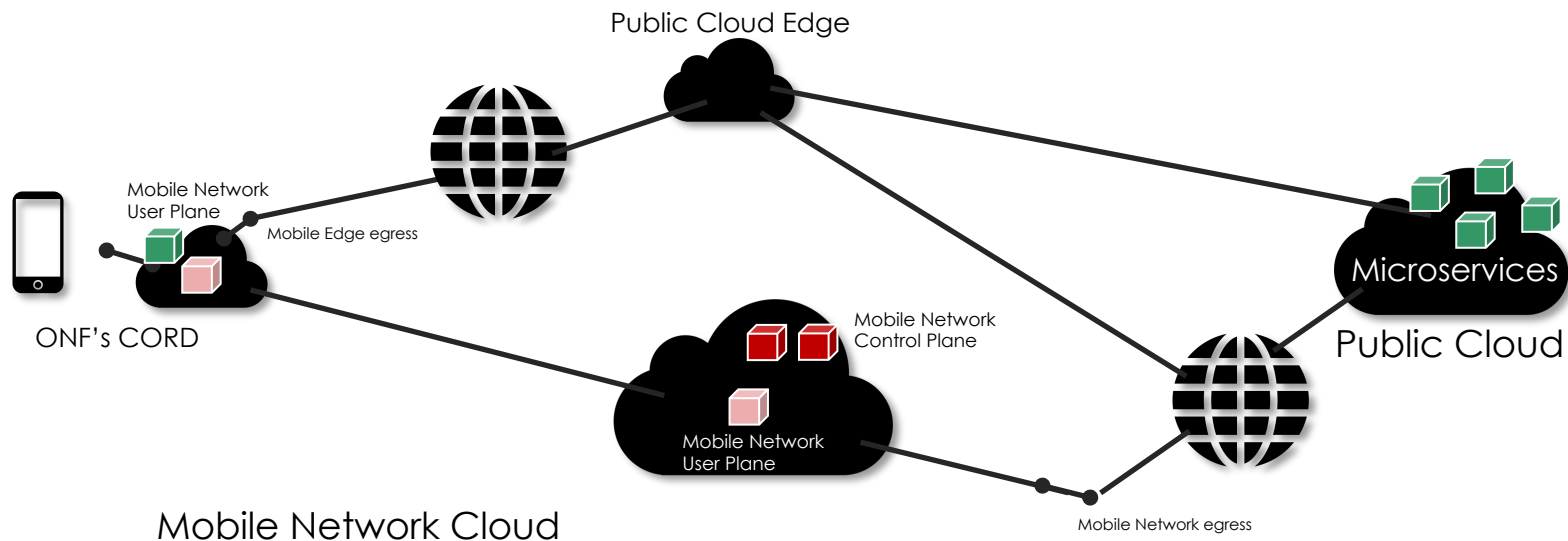 Public Cloud Edge
Mobile Network
User Plane
Mobile Edge egress
ONF's CORD
Mobile Network
Control Plane
Mobile Network
User Plane
Microservices
Public Cloud
Mobile Network egress
Mobile Network Cloud